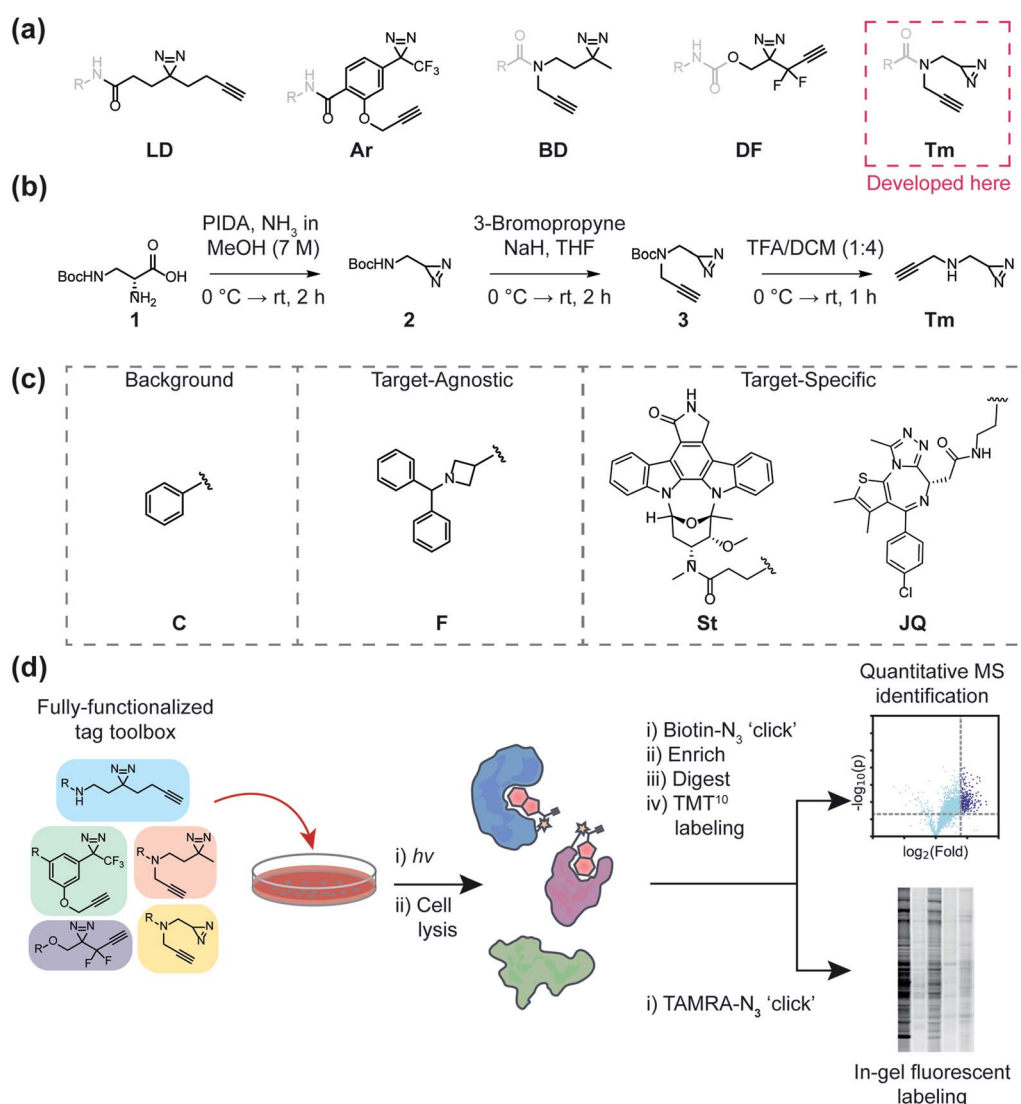 (a)
N=N
N=N
N=N
N=N
O
H
N
R
O
H
N
R
O
O
CF3
R
N
H
N
R
O
O
F
F
O
R
N
N
N
LD
Ar
BD
DF
Tm
Developed here
(b)
PIDA, NH3 in
MeOH (7 M)
0 °C → rt, 2 h
3-Bromopropyne
NaH, THF
0 °C → rt, 2 h
TFA/DCM (1:4)
0 °C → rt, 1 h
BocHN
O
OH
NH2
1
BocHN
N
N
2
BocN
N
N
3
H
N
N
N
Tm
(c)
Background
Target-Agnostic
Target-Specific
C
N
F
H
N
O
N
N
H
O
O
N
O
St
N
N
N
O
N
H
S
N
Cl
JQ
(d)
Fully-functionalized
tag toolbox
N=N
R
N
H
N=N
R
CF3
O
N=N
R
N
N=N
R
O
F
F
R
N
N
N
i) hv
ii) Cell
lysis
i) Biotin-N3 ‘click’
ii) Enrich
iii) Digest
iv) TMT10
labeling
i) TAMRA-N3 ‘click’
Quantitative MS
identification
-log10(p)
log2(Fold)
In-gel fluorescent
labeling